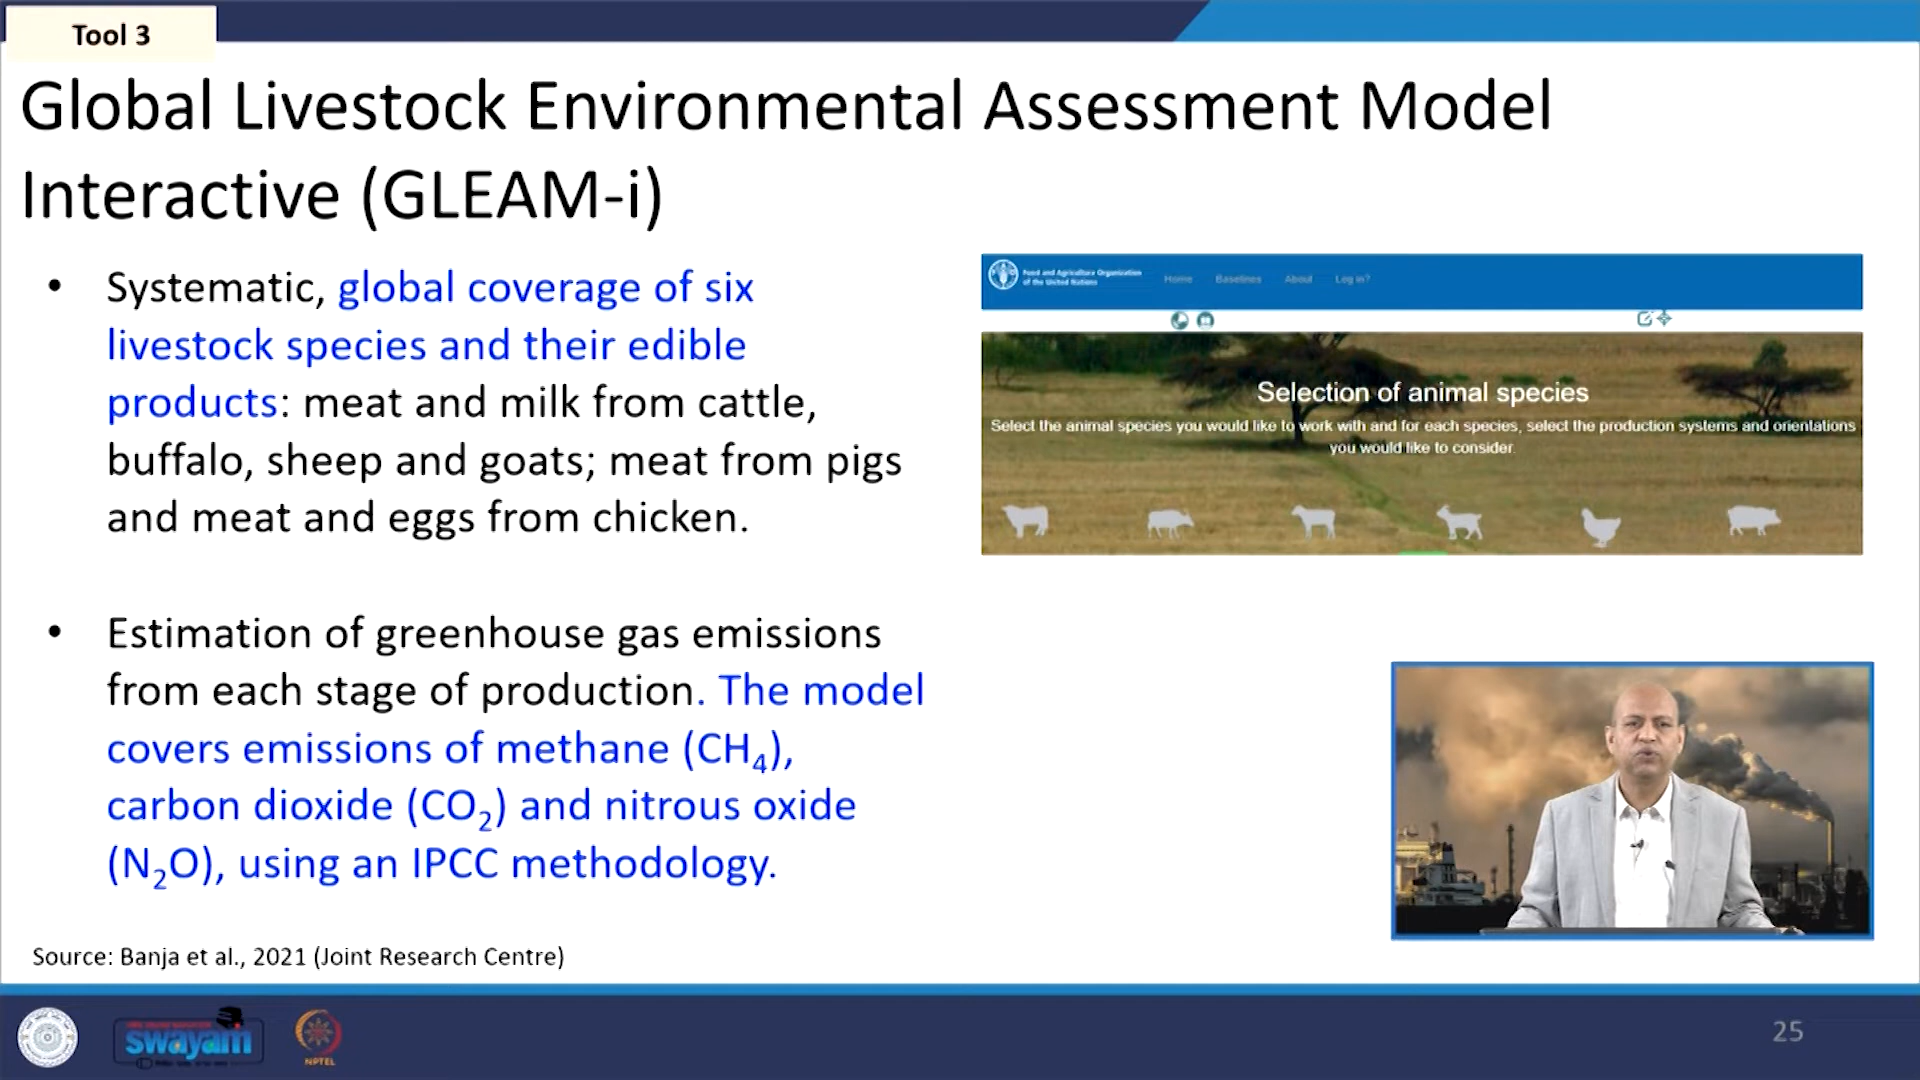 Tool 3
Global Livestock Environmental Assessment Model
Interactive (GLEAM-i)
• Systematic, global coverage of six
livestock species and their edible
products: meat and milk from cattle,
buffalo, sheep and goats; meat from pigs
and meat and eggs from chicken.
• Estimation of greenhouse gas emissions
from each stage of production. The model
covers emissions of methane (CH₄),
carbon dioxide (CO₂) and nitrous oxide
(N₂O), using an IPCC methodology.
Source: Banja et al., 2021 (Joint Research Centre)
Food and Agriculture Organization
of the United Nations
Home Baselines About Log in?
Selection of animal species
Select the animal species you would like to work with and for each species, select the production systems and orientations
you would like to consider.
swayam
NPTEL
25